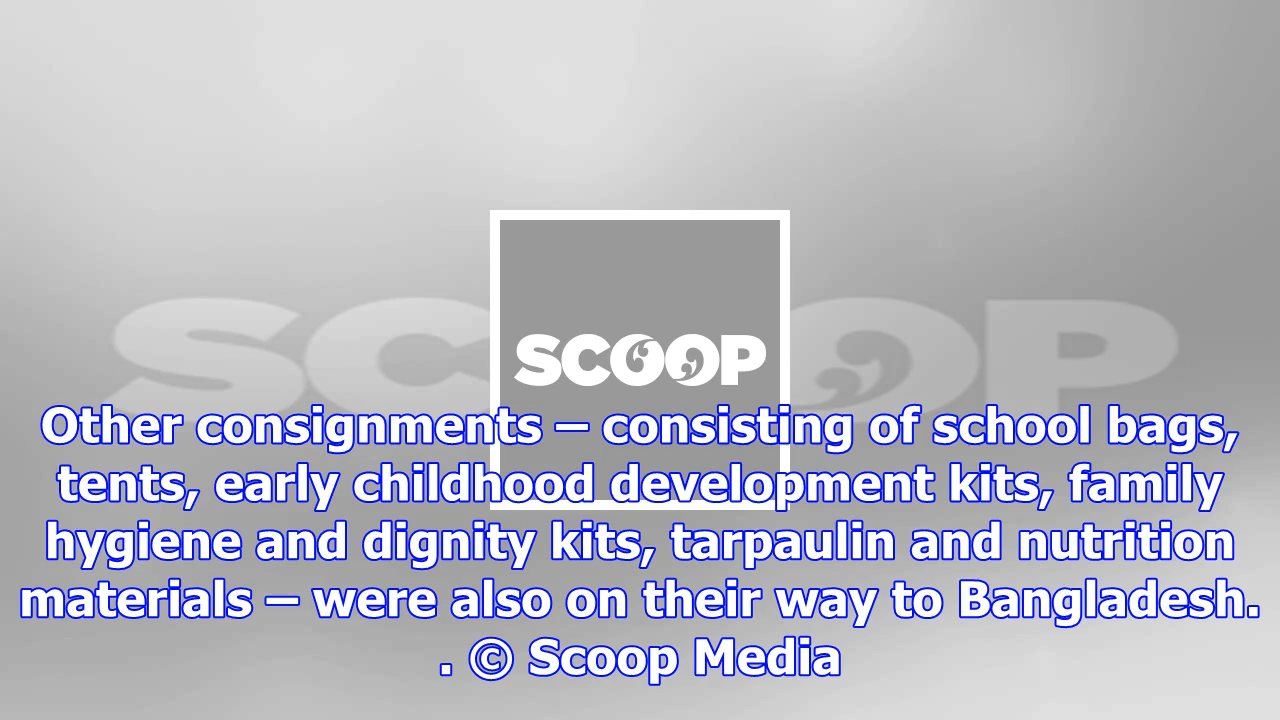 SCOOP
SCOOP
Other consignments – consisting of school bags,
tents, early childhood development kits, family
hygiene and dignity kits, tarpaulin and nutrition
materials – were also on their way to Bangladesh.
. © Scoop Media